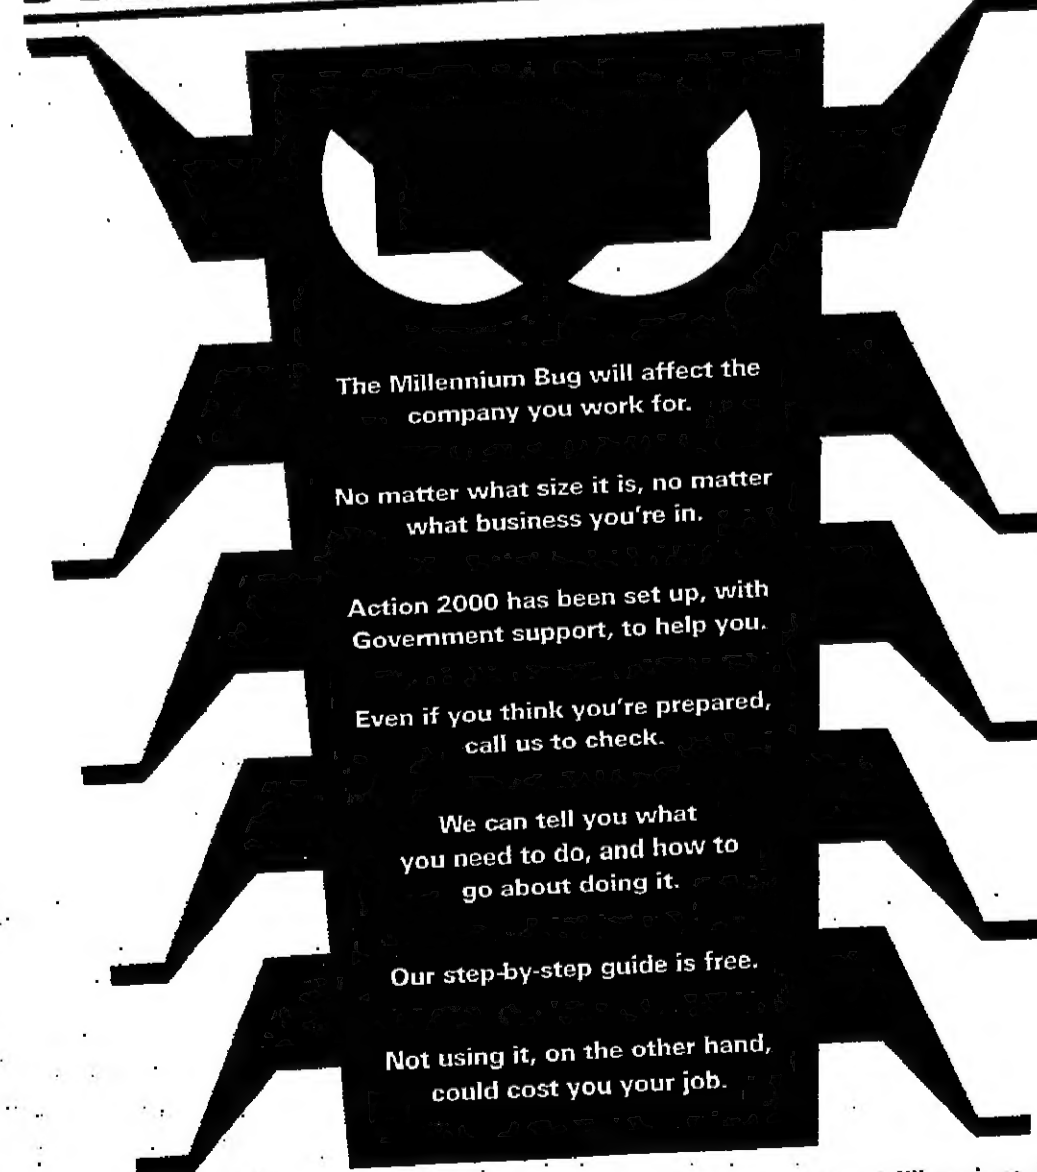 The Millennium Bug will affect the
company you work for.
No matter what size it is, no matter
what business you're in.
Action 2000 has been set up, with
Government support, to help you.
Even if you think you're prepared,
call us to check.
We can tell you what
you need to do, and how to
go about doing it.
Our step-by-step guide is free.
Not using it, on the other hand,
could cost you your job.